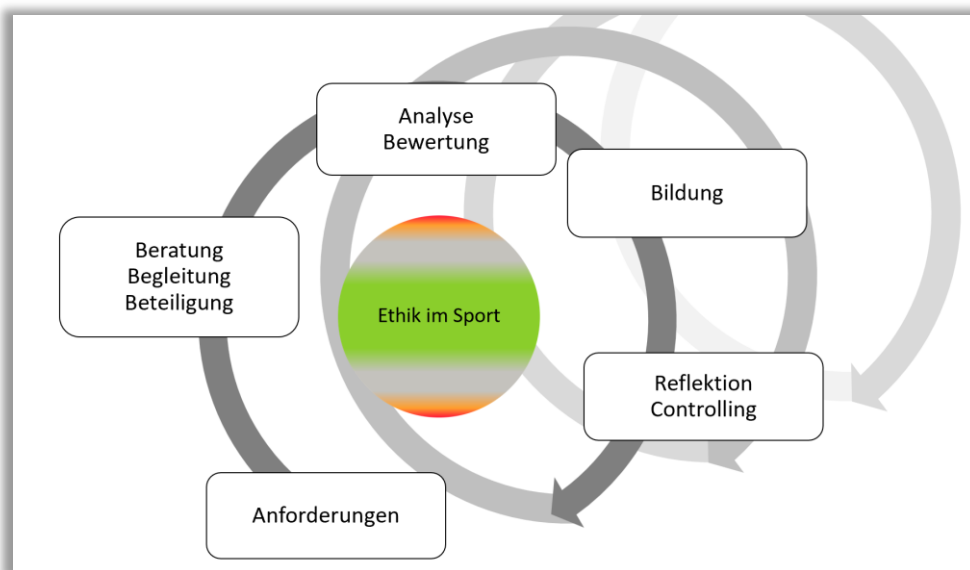 Analyse
Bewertung
Bildung
Beratung
Begleitung
Beteiligung
Ethik im Sport
Reflektion
Controlling
Anforderungen